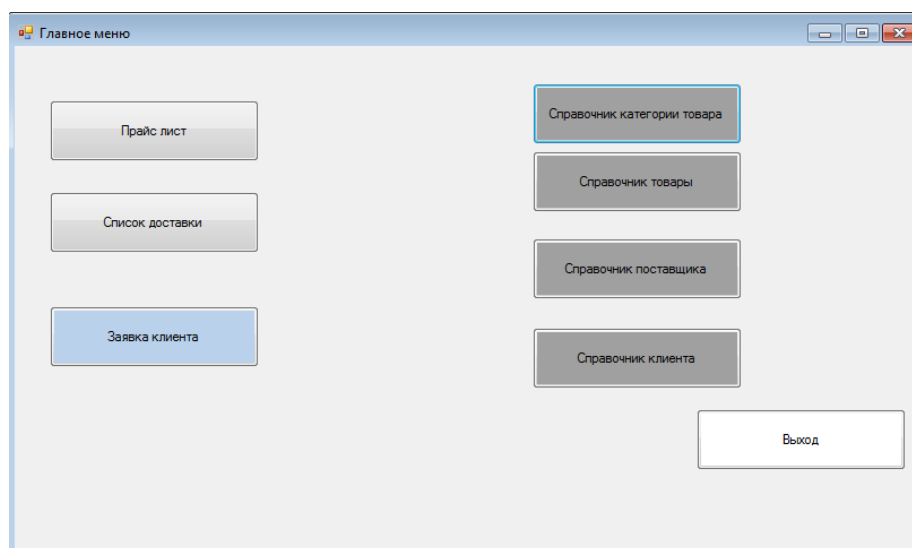 Главное меню
Прайс лист
Список доставки
Заявка клиента
Справочник категории товара
Справочник товары
Справочник поставщика
Справочник клиента
Выход